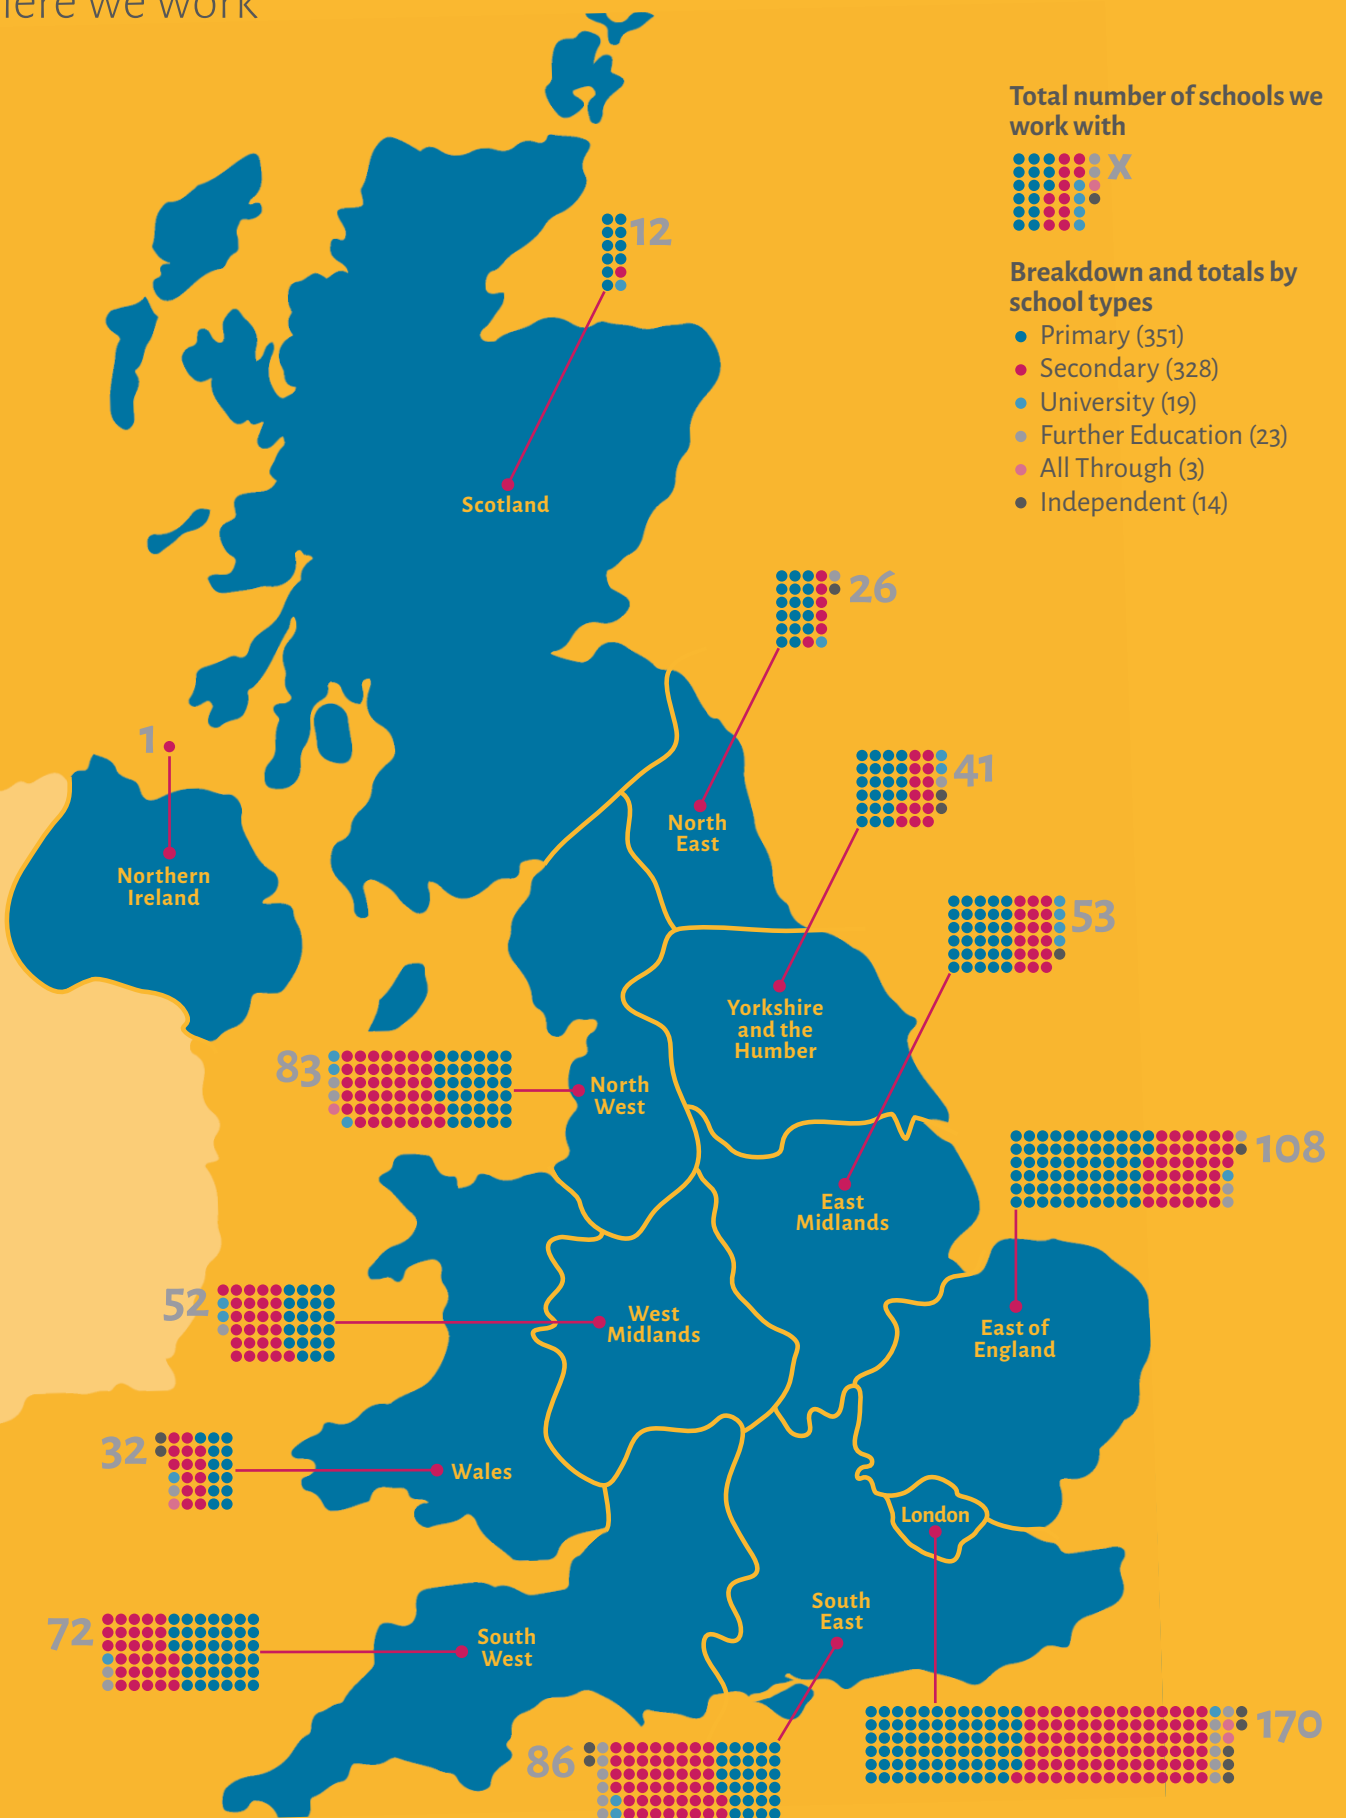 we work
Total number of schools we
work with
X
Breakdown and totals by
school types
Primary (351)
Secondary (328)
University (19)
Further Education (23)
All Through (3)
Independent (14)
12
Scotland
26
North
East
1
Northern
Ireland
41
Yorkshire
and the
Humber
53
East
Midlands
83
North
West
108
East of
England
52
West
Midlands
32
Wales
London
72
South
West
South
East
86
170